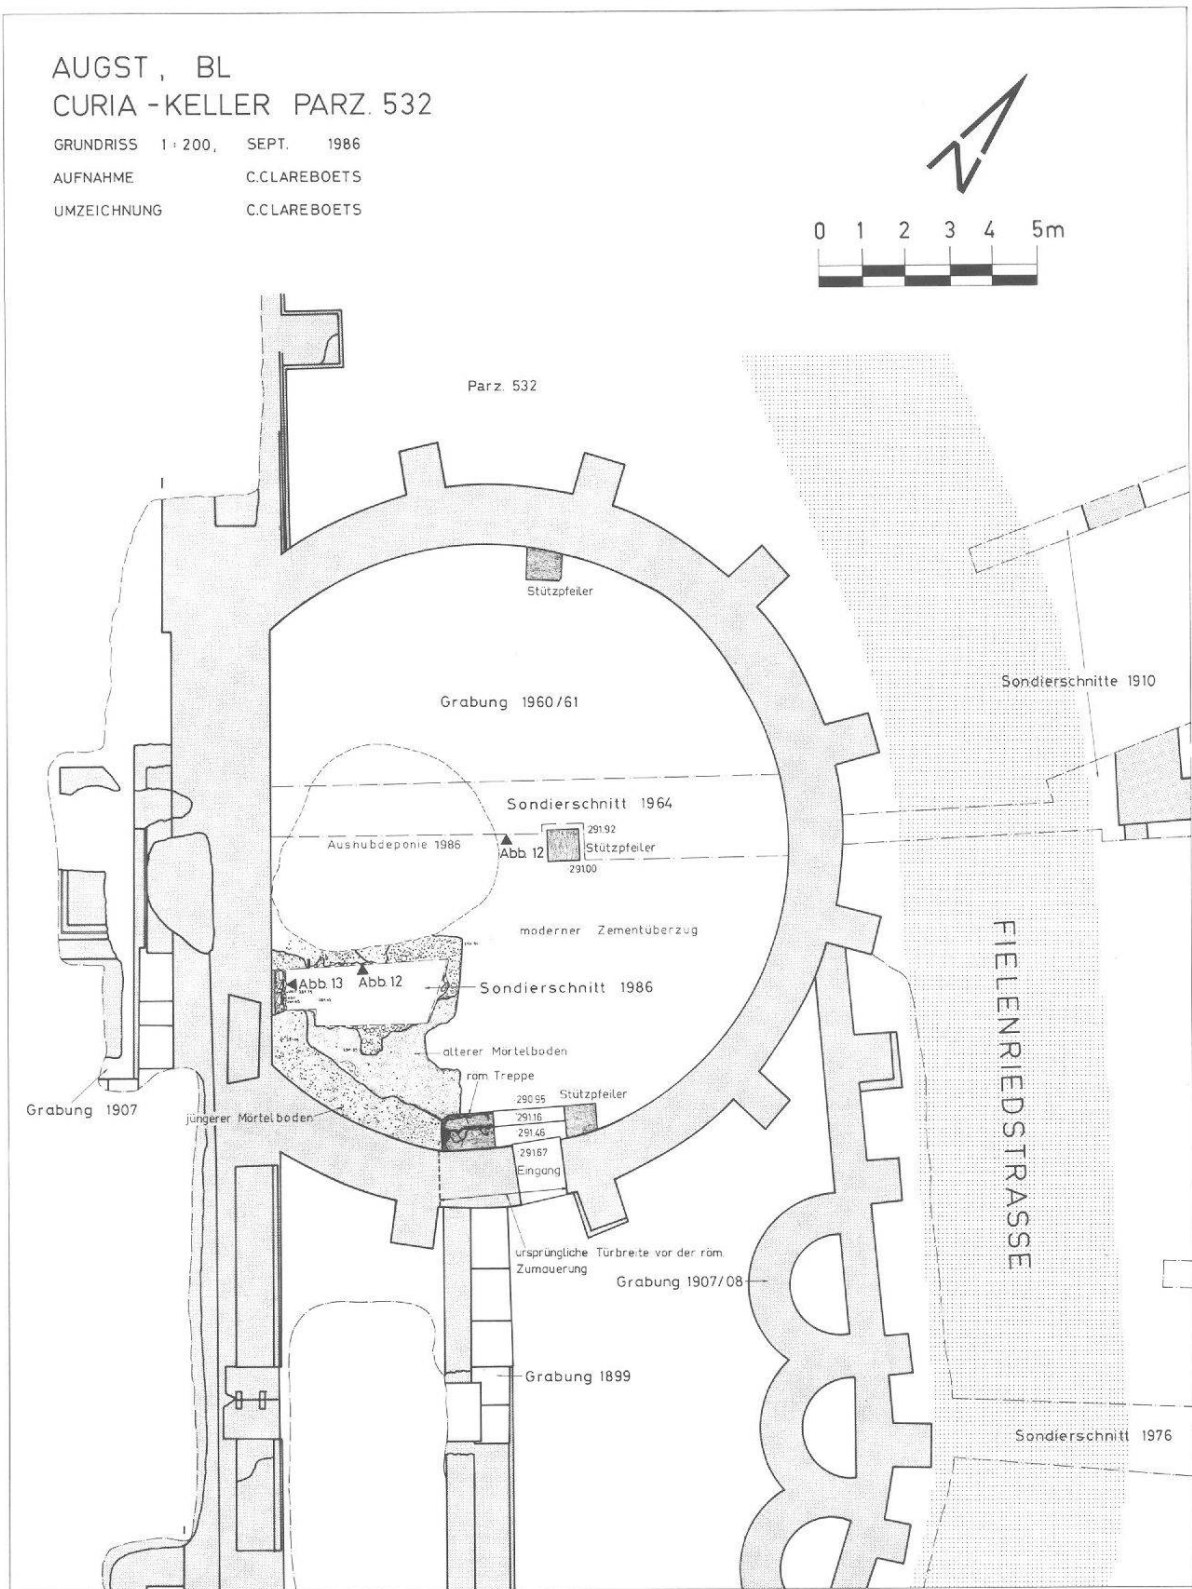 AUGST, BL
CURIA - KELLER PARZ. 532
GRUNDRISS 1:200, SEPT. 1986
AUFNAHME C.CLAREBOETS
UMZEICHNUNG C.CLAREBOETS
N
0 1 2 3 4 5m
Parz. 532
Stützpfeiler
Sondierschnitte 1910
Grabung 1960/61
Sondierschnitt 1964
291.92
Aushubdeponie 1986
Abb. 12
Stützpfeiler
291.00
moderner Zementüberzug
FIELENRIEDSTRASSE
Abb. 13
Abb. 12
Sondierschnitt 1986
älterer Mörtelboden
röm Treppe
Grabung 1907
jüngerer Mörtelboden
290.95
Stützpfeiler
291.16
291.46
291.67
Eingang
ursprüngliche Türbreite vor der röm.
Zumauerung
Grabung 1907/08
Grabung 1899
Sondierschnitt 1976